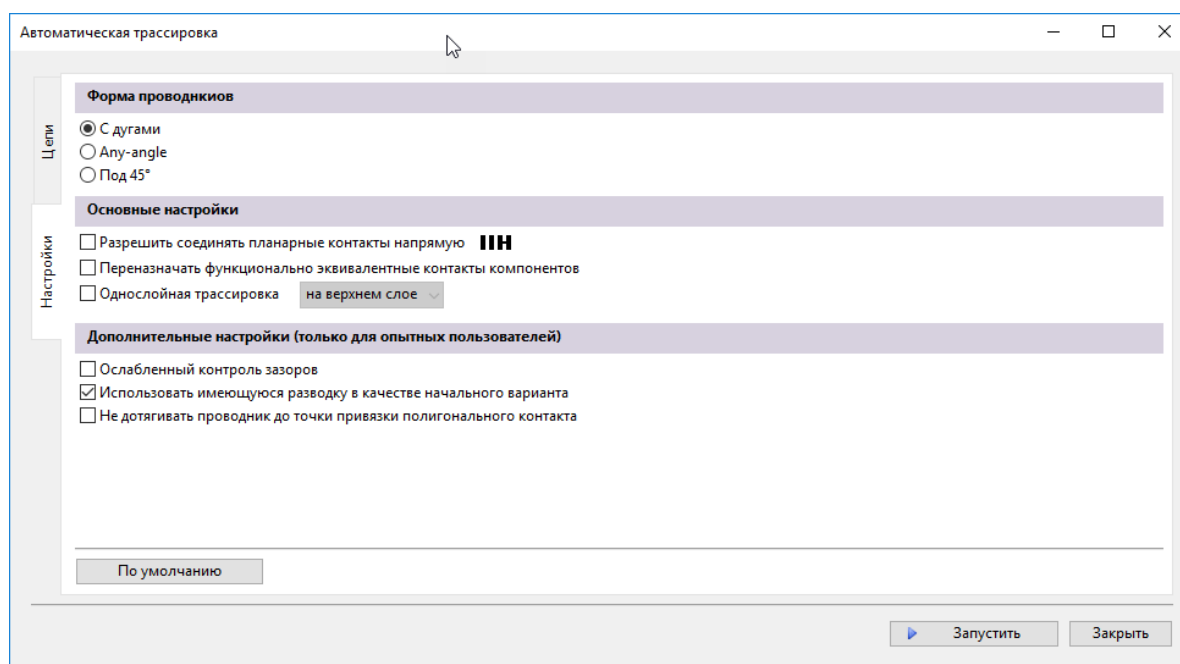 Автоматическая трассировка
Цепи
Настройки
Форма проводнкиов
С дугами
Any-angle
Под 45°
Основные настройки
Разрешить соединять планарные контакты напрямую
Переназначать функционально эквивалентные контакты компонентов
Однослойная трассировка на верхнем слое
Дополнительные настройки (только для опытных пользователей)
Ослабленный контроль зазоров
Использовать имеющуюся разводку в качестве начального варианта
Не дотягивать проводник до точки привязки полигонального контакта
По умолчанию
Запустить Закрыть